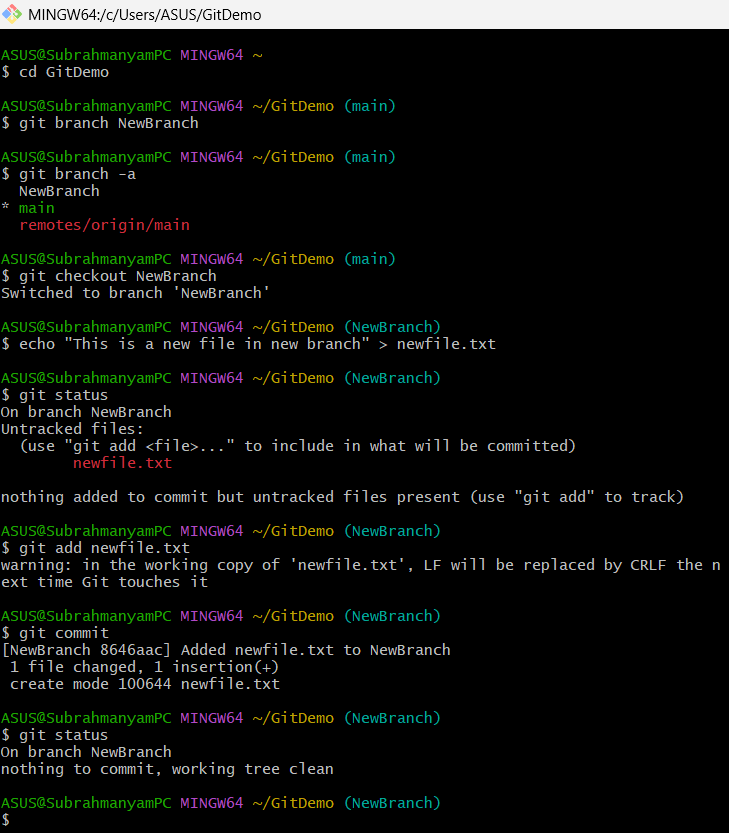 MINGW64:/c/Users/ASUS/GitDemo
ASUS@SubrahmanyamPC MINGW64 ~
$ cd GitDemo
ASUS@SubrahmanyamPC MINGW64 ~/GitDemo (main)
$ git branch NewBranch
ASUS@SubrahmanyamPC MINGW64 ~/GitDemo (main)
$ git branch -a
  NewBranch
* main
  remotes/origin/main
ASUS@SubrahmanyamPC MINGW64 ~/GitDemo (main)
$ git checkout NewBranch
Switched to branch 'NewBranch'
ASUS@SubrahmanyamPC MINGW64 ~/GitDemo (NewBranch)
$ echo "This is a new file in new branch" > newfile.txt
ASUS@SubrahmanyamPC MINGW64 ~/GitDemo (NewBranch)
$ git status
On branch NewBranch
Untracked files:
  (use "git add <file>..." to include in what will be committed)
        newfile.txt
nothing added to commit but untracked files present (use "git add" to track)
ASUS@SubrahmanyamPC MINGW64 ~/GitDemo (NewBranch)
$ git add newfile.txt
warning: in the working copy of 'newfile.txt', LF will be replaced by CRLF the n
ext time Git touches it
ASUS@SubrahmanyamPC MINGW64 ~/GitDemo (NewBranch)
$ git commit
[NewBranch 8646aac] Added newfile.txt to NewBranch
 1 file changed, 1 insertion(+)
 create mode 100644 newfile.txt
ASUS@SubrahmanyamPC MINGW64 ~/GitDemo (NewBranch)
$ git status
On branch NewBranch
nothing to commit, working tree clean
ASUS@SubrahmanyamPC MINGW64 ~/GitDemo (NewBranch)
$